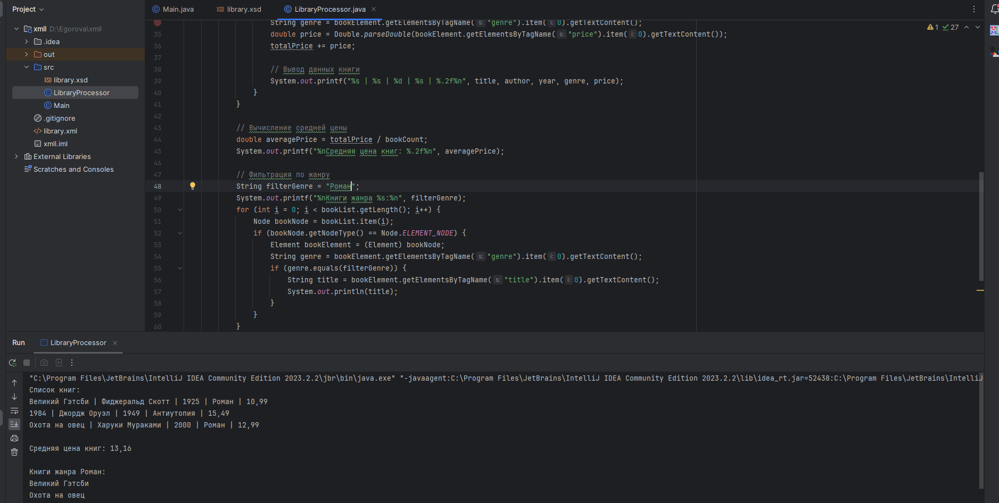 Project
Main.java
library.xsd
LibraryProcessor.java
xmll D:\Egorova\xmll
.idea
out
src
library.xsd
LibraryProcessor
Main
.gitignore
library.xml
xmll.iml
External Libraries
Scratches and Consoles
1 27
String genre = bookElement.getElementsByTagName( s: "genre").item( i: 0).getTextContent();
35 double price = Double.parseDouble(bookElement.getElementsByTagName( s: "price").item( i: 0).getTextContent());
36 totalPrice += price;
37
38 // Вывод данных книги
39 System.out.printf("%s | %s | %d | %s | %.2f%n", title, author, year, genre, price);
40 }
41 }
42
43 // Вычисление средней цены
44 double averagePrice = totalPrice / bookCount;
45 System.out.printf("%nСредняя цена книг: %.2f%n", averagePrice);
46
47 // Фильтрация по жанру
48 String filterGenre = "Роман";
49 System.out.printf("%nКниги жанра %s:%n", filterGenre);
50 for (int i = 0; i < bookList.getLength(); i++) {
51 Node bookNode = bookList.item(i);
52 if (bookNode.getNodeType() == Node.ELEMENT_NODE) {
53 Element bookElement = (Element) bookNode;
54 String genre = bookElement.getElementsByTagName( s: "genre").item( i: 0).getTextContent();
55 if (genre.equals(filterGenre)) {
56 String title = bookElement.getElementsByTagName( s: "title").item( i: 0).getTextContent();
57 System.out.println(title);
58 }
59 }
60 }
Run
LibraryProcessor
"C:\Program Files\JetBrains\IntelliJ IDEA Community Edition 2023.2.2\jbr\bin\java.exe" "-javaagent:C:\Program Files\JetBrains\IntelliJ IDEA Community Edition 2023.2.2\lib\idea_rt.jar=52438:C:\Program Files\JetBrains\IntelliJ
Список книг:
Великий Гэтсби | Фиджеральд Скотт | 1925 | Роман | 10,99
1984 | Джордж Оруэл | 1949 | Антиутопия | 15,49
Охота на овец | Харуки Мураками | 2000 | Роман | 12,99
Средняя цена книг: 13,16
Книги жанра Роман:
Великий Гэтсби
Охота на овец